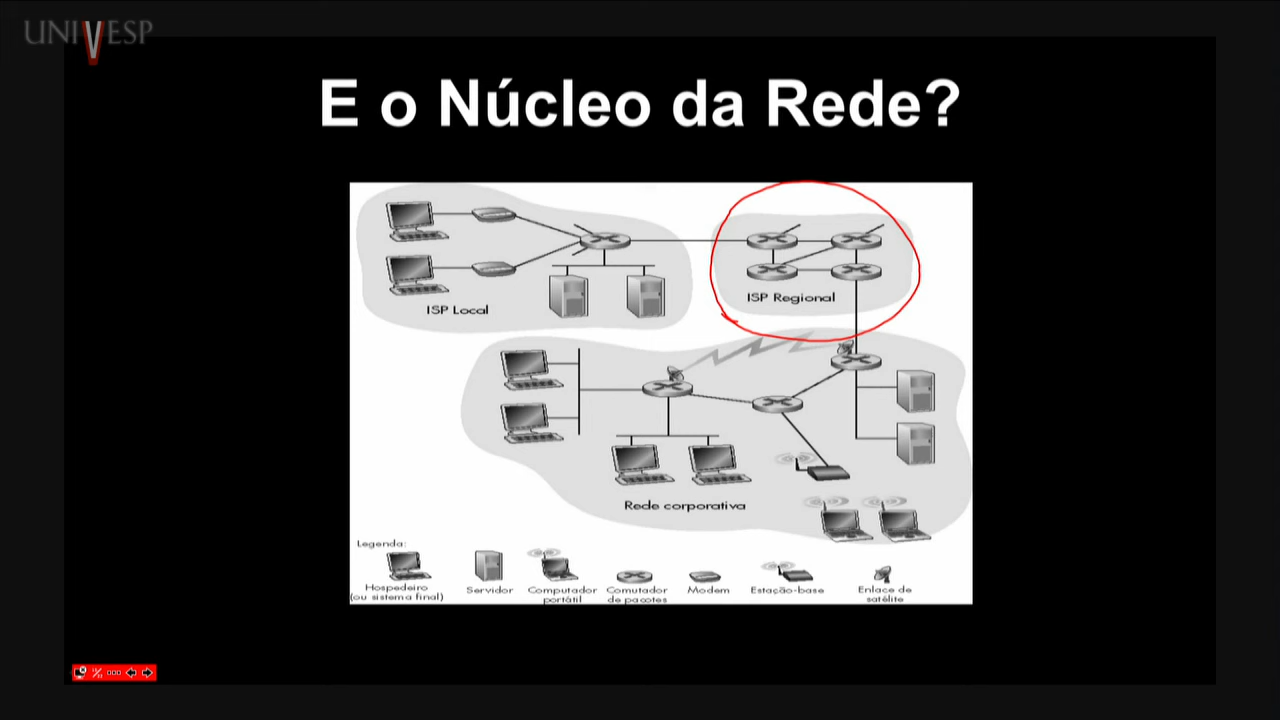 UNIVESP
E o Núcleo da Rede?
ISP Local
ISP Regional
Rede corporativa
Legenda:
Hospedeiro
(ou sistema final)
Servidor
Computador
portátil
Comutador
de pacotes
Modem
Estação-base
Enlace de
satélite